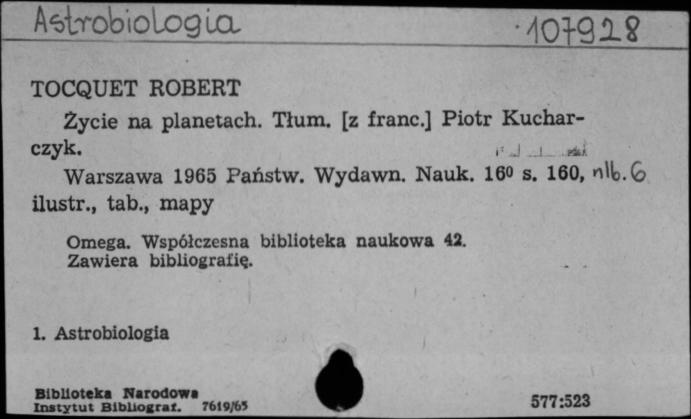 Astrobiologia 107928
TOCQUET ROBERT
Życie na planetach. Tłum. [z franc.] Piotr Kuchar-
czyk.
Warszawa 1965 Państw. Wydawn. Nauk. 16⁰ s. 160, nlb. 6
ilustr., tab., mapy
Omega. Współczesna biblioteka naukowa 42.
Zawiera bibliografię.
1. Astrobiologia
Biblioteka Narodowa
Instytut Bibliograf. 7619/65
577:523